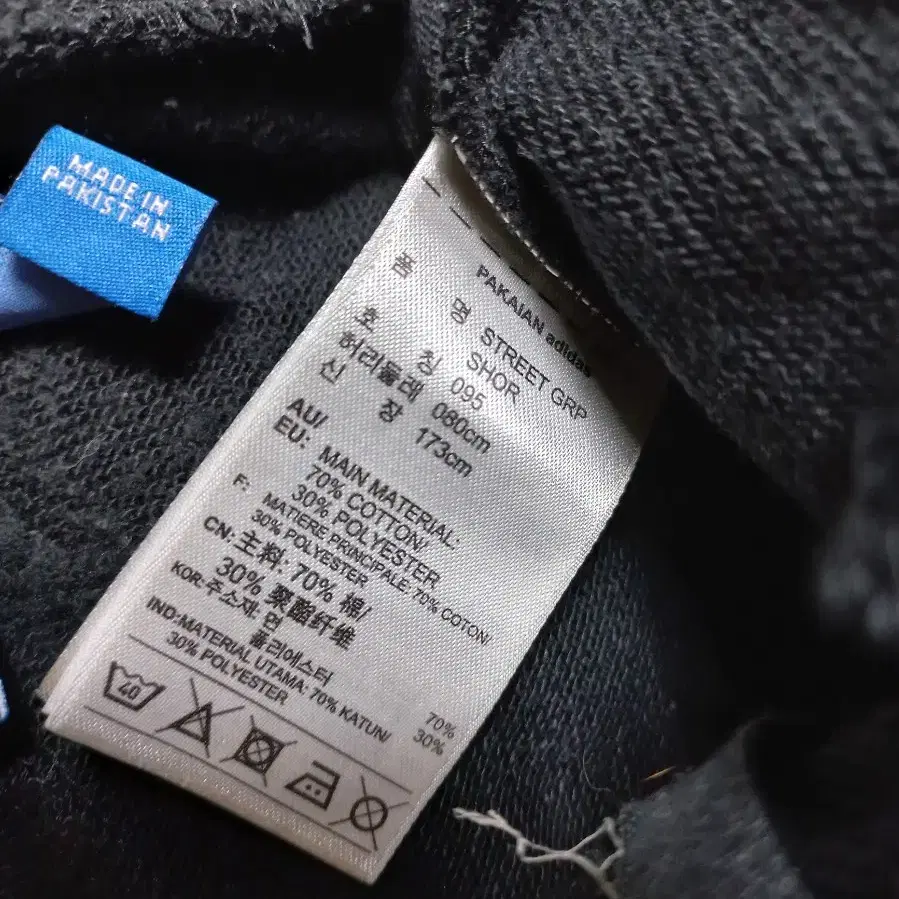 MADE IN
PAKISTAN
PAKAIAN adidas
품 명 STREET GRP
SHOR
호 칭 095
허리둘레 080cm
신 장 173cm
AU/
EU: MAIN MATERIAL:
70% COTTON/
30% POLYESTER
F: MATIERE PRINCIPALE: 70% COTON/
30% POLYESTER
CN: 主料: 70% 棉/
30% 聚酯纤维
KOR: 주소재, 면 70%
폴리에스터 30%
IND: MATERIAL UTAMA: 70% KATUN/
30% POLYESTER
40